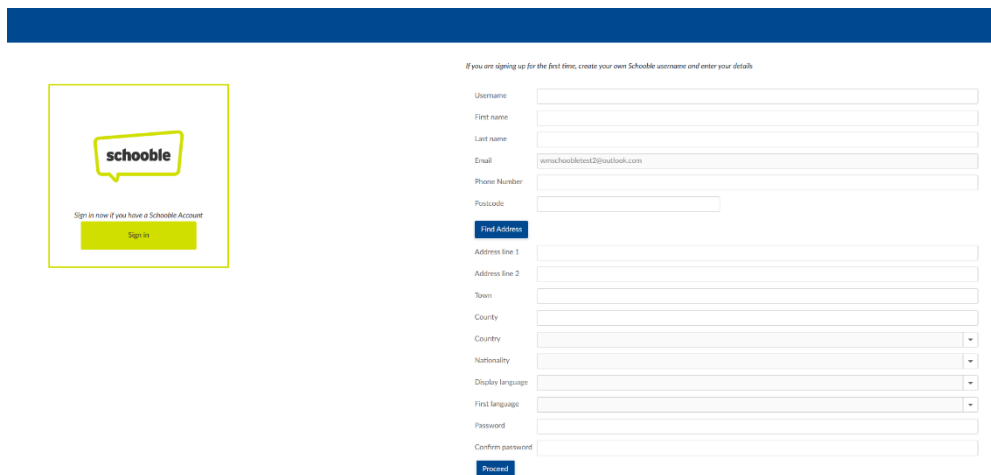 If you are signing up for the first time, create your own Schooble username and enter your details
schooble
Sign in now if you have a Schooble Account
Sign in
Username
First name
Last name
Email wmschoobletest2@outlook.com
Phone Number
Postcode
Find Address
Address line 1
Address line 2
Town
County
Country
Nationality
Display language
First language
Password
Confirm password
Proceed